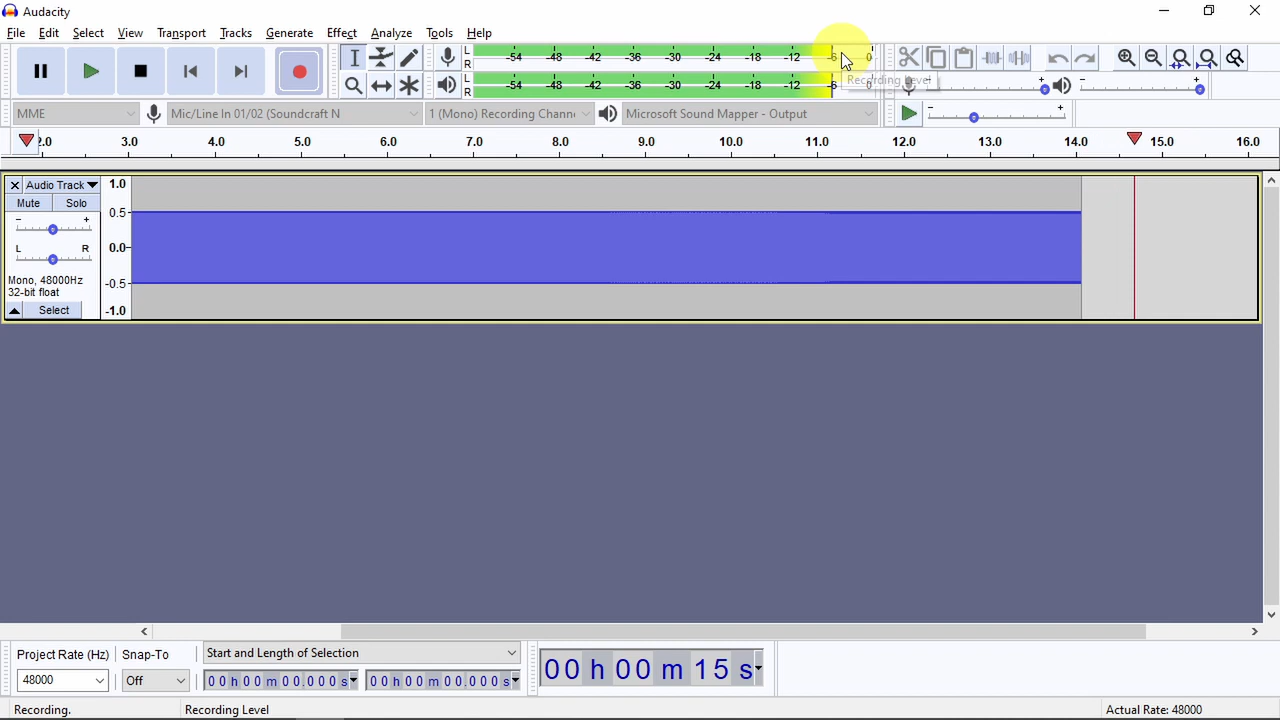 Audacity
File Edit Select View Transport Tracks Generate Effect Analyze Tools Help
L -54 -48 -42 -36 -30 -24 -18 -12 -6 0
R
Recording Level
L -54 -48 -42 -36 -30 -24 -18 -12 -6 0
R
MME Mic/Line In 01/02 (Soundcraft N 1 (Mono) Recording Chann Microsoft Sound Mapper - Output
2.0 3.0 4.0 5.0 6.0 7.0 8.0 9.0 10.0 11.0 12.0 13.0 14.0 15.0 16.0
Audio Track 1.0
Mute Solo
0.5
L R 0.0
Mono, 48000Hz
32-bit float
-0.5
Select -1.0
Project Rate (Hz) Snap-To Start and Length of Selection
48000 Off 00 h 00 m 00.000 s 00 h 00 m 00.000 s
00 h 00 m 15 s
Recording. Recording Level Actual Rate: 48000